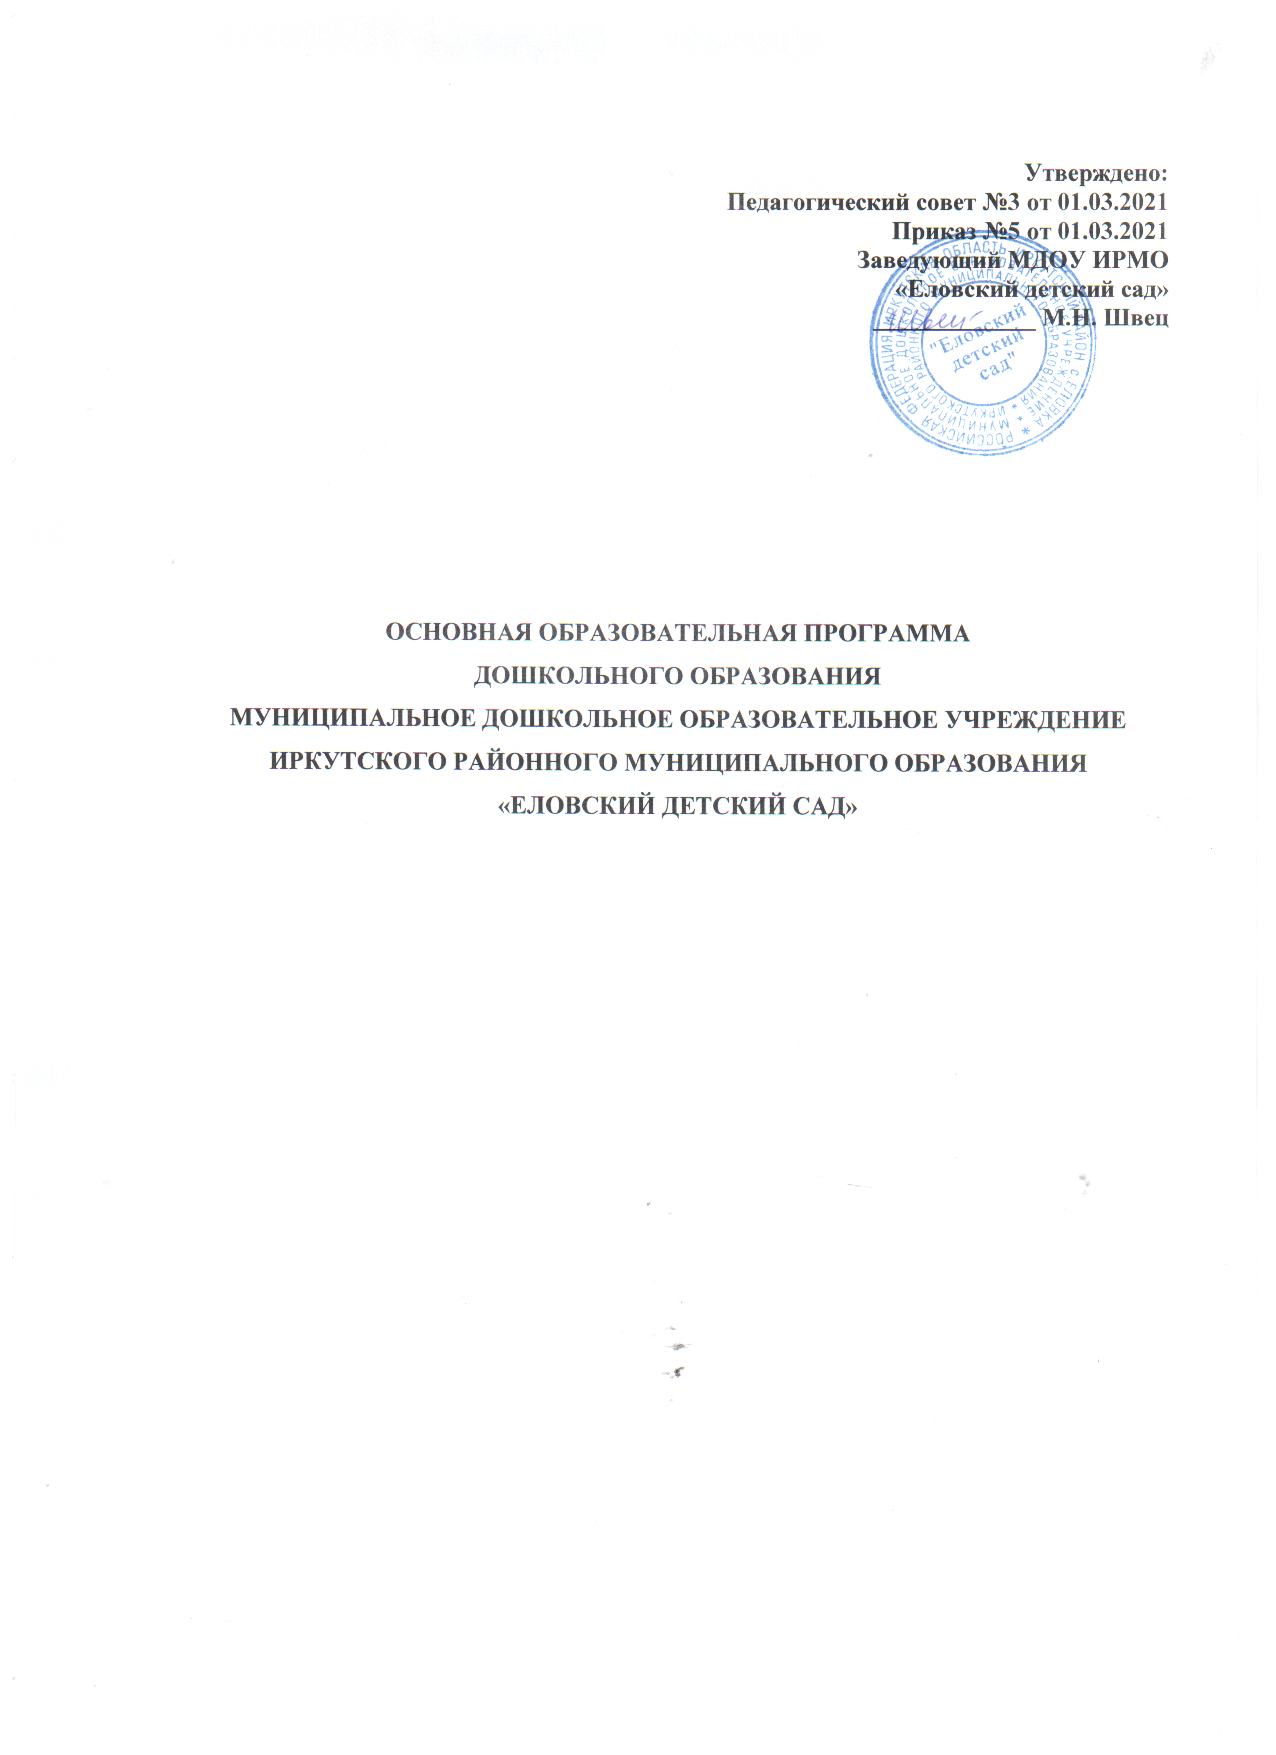 Утверждено:
Педагогический совет №3 от 01.03.2021
Приказ №5 от 01.03.2021
Заведующий МДОУ ИРМО
«Еловский детский сад»
М.Н. Швец
"Еловский
детский
сад"
ОСНОВНАЯ ОБРАЗОВАТЕЛЬНАЯ ПРОГРАММА
ДОШКОЛЬНОГО ОБРАЗОВАНИЯ
МУНИЦИПАЛЬНОЕ ДОШКОЛЬНОЕ ОБРАЗОВАТЕЛЬНОЕ УЧРЕЖДЕНИЕ
ИРКУТСКОГО РАЙОННОГО МУНИЦИПАЛЬНОГО ОБРАЗОВАНИЯ
«ЕЛОВСКИЙ ДЕТСКИЙ САД»